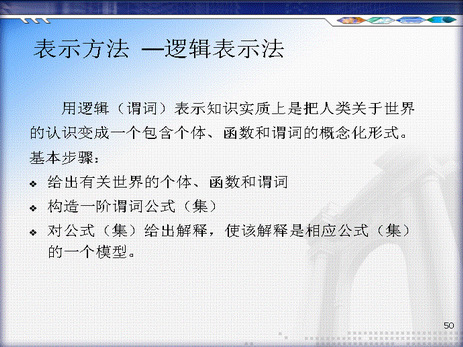 表示方法 —逻辑表示法
用逻辑（谓词）表示知识实质上是把人类关于世界
的认识变成一个包含个体、函数和谓词的概念化形式。
基本步骤：
❖ 给出有关世界的个体、函数和谓词
❖ 构造一阶谓词公式（集）
❖ 对公式（集）给出解释，使该解释是相应公式（集）
的一个模型。
50